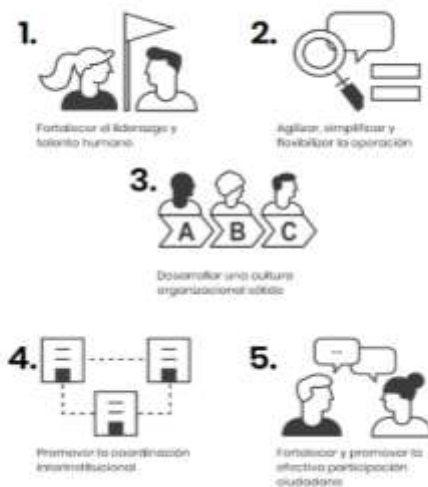 1.
Fortalecer el liderazgo y
talento humano
2.
Agilizar, simplificar y
flexibilizar la operación
3.
A B C
Desarrollar una cultura
organizacional sólida
4.
Promover la coordinación
interinstitucional
5.
...
Fortalecer y promover la
efectiva participación
ciudadana